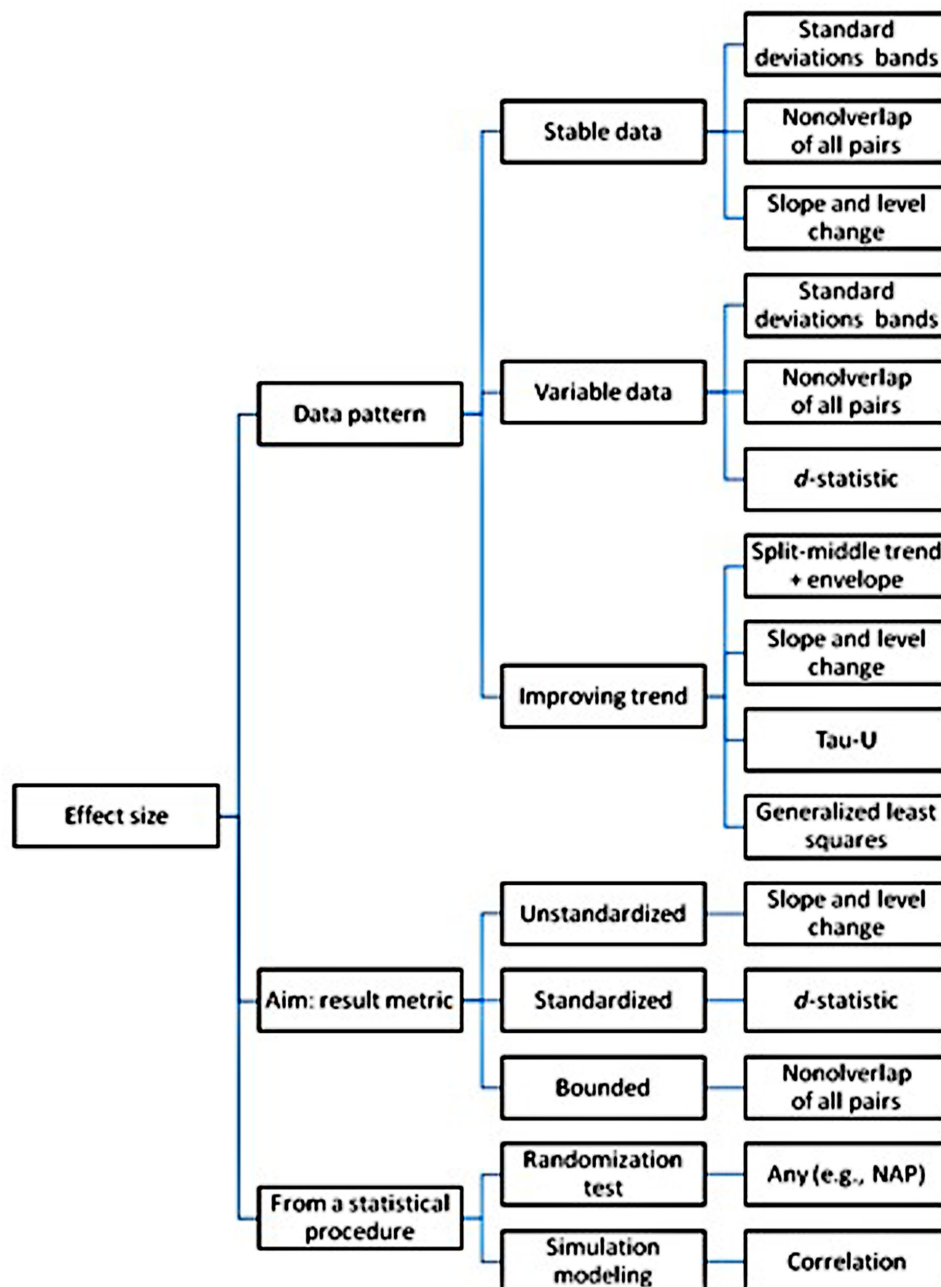 Standard
deviations bands
Nonolverlap
of all pairs
Stable data
Slope and level
change
Standard
deviations bands
Nonolverlap
of all pairs
Variable data
Data pattern
d-statistic
Split-middle trend
+ envelope
Slope and level
change
Improving trend
Tau-U
Generalized least
squares
Effect size
Unstandardized
Slope and level
change
Aim: result metric
Standardized
d-statistic
Bounded
Nonolverlap
of all pairs
Randomization
test
Any (e.g., NAP)
From a statistical
procedure
Simulation
modeling
Correlation